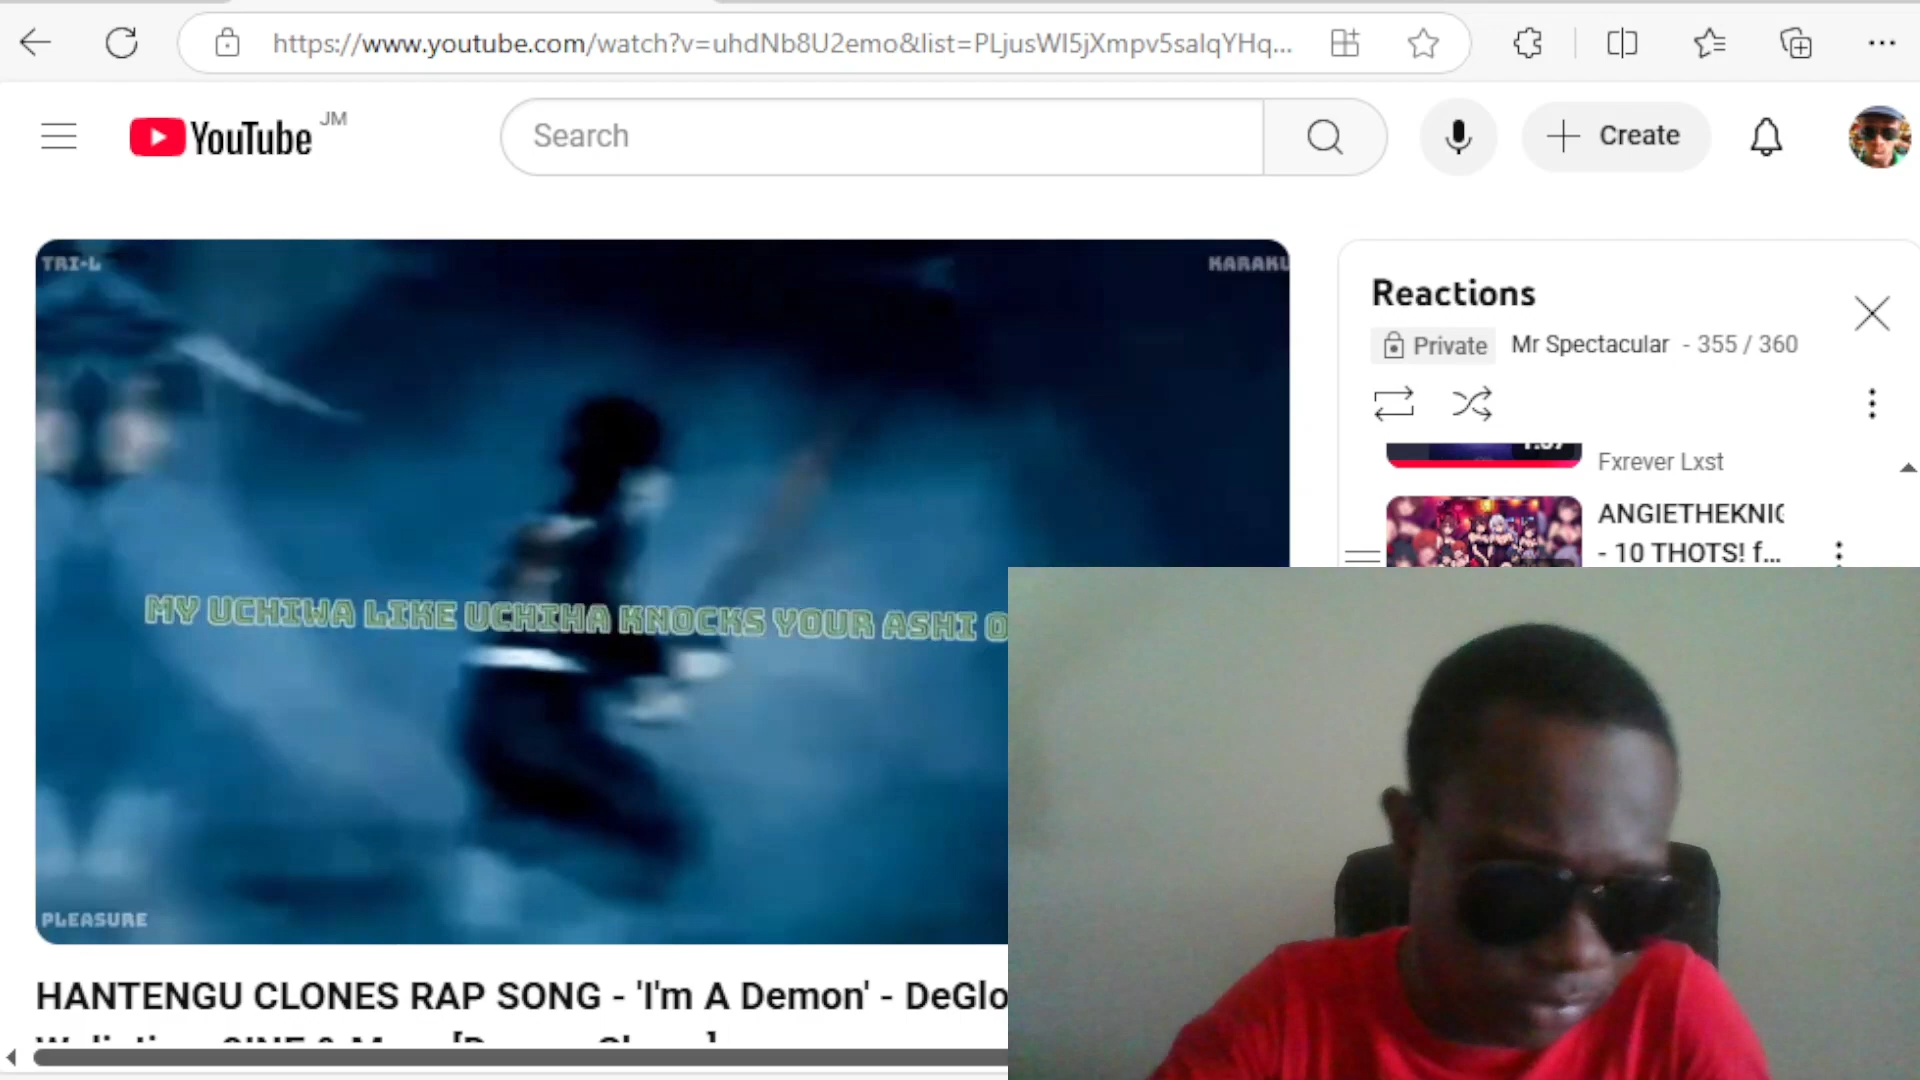 https://www.youtube.com/watch?v=uhdNb8U2emo&list=PLjusWI5jXmpv5salqYHq...
YouTube JM
Search
Create
TRI-L
KARAKU
MY UCHIWA LIKE UCHIHA KNOCKS YOUR ASHI O
PLEASURE
HANTENGU CLONES RAP SONG - 'I'm A Demon' - DeGlo
Reactions
Private Mr Spectacular - 355 / 360
Fxrever Lxst
ANGIETHEKNIG
- 10 THOTS! f...